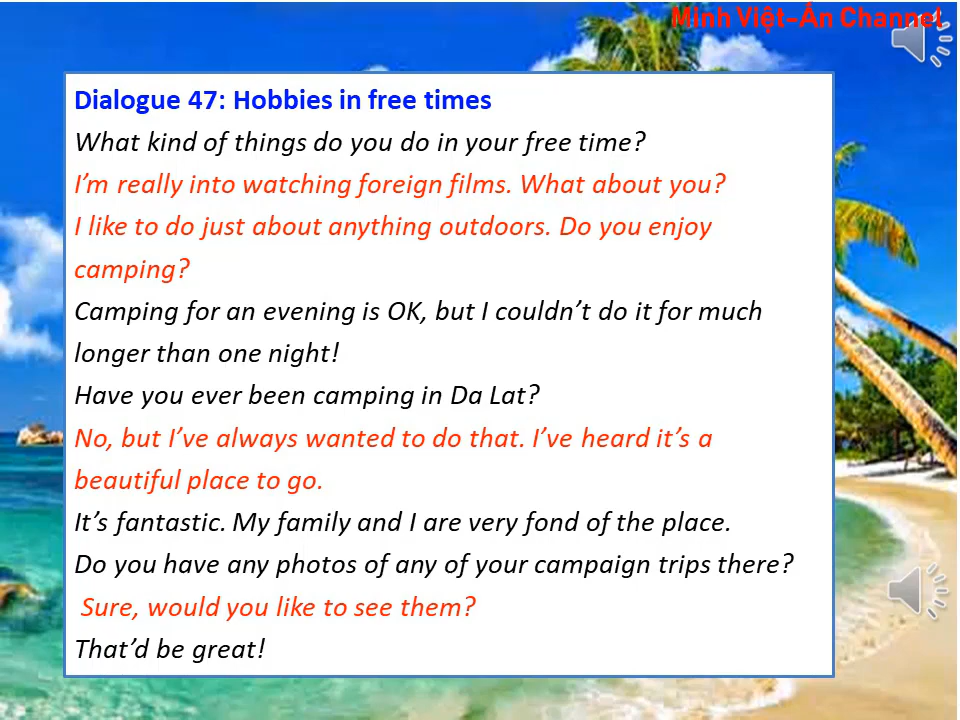 Minh Việt-Ấn Channel
Dialogue 47: Hobbies in free times
What kind of things do you do in your free time?
I'm really into watching foreign films. What about you?
I like to do just about anything outdoors. Do you enjoy
camping?
Camping for an evening is OK, but I couldn't do it for much
longer than one night!
Have you ever been camping in Da Lat?
No, but I've always wanted to do that. I've heard it's a
beautiful place to go.
It's fantastic. My family and I are very fond of the place.
Do you have any photos of any of your campaign trips there?
Sure, would you like to see them?
That'd be great!